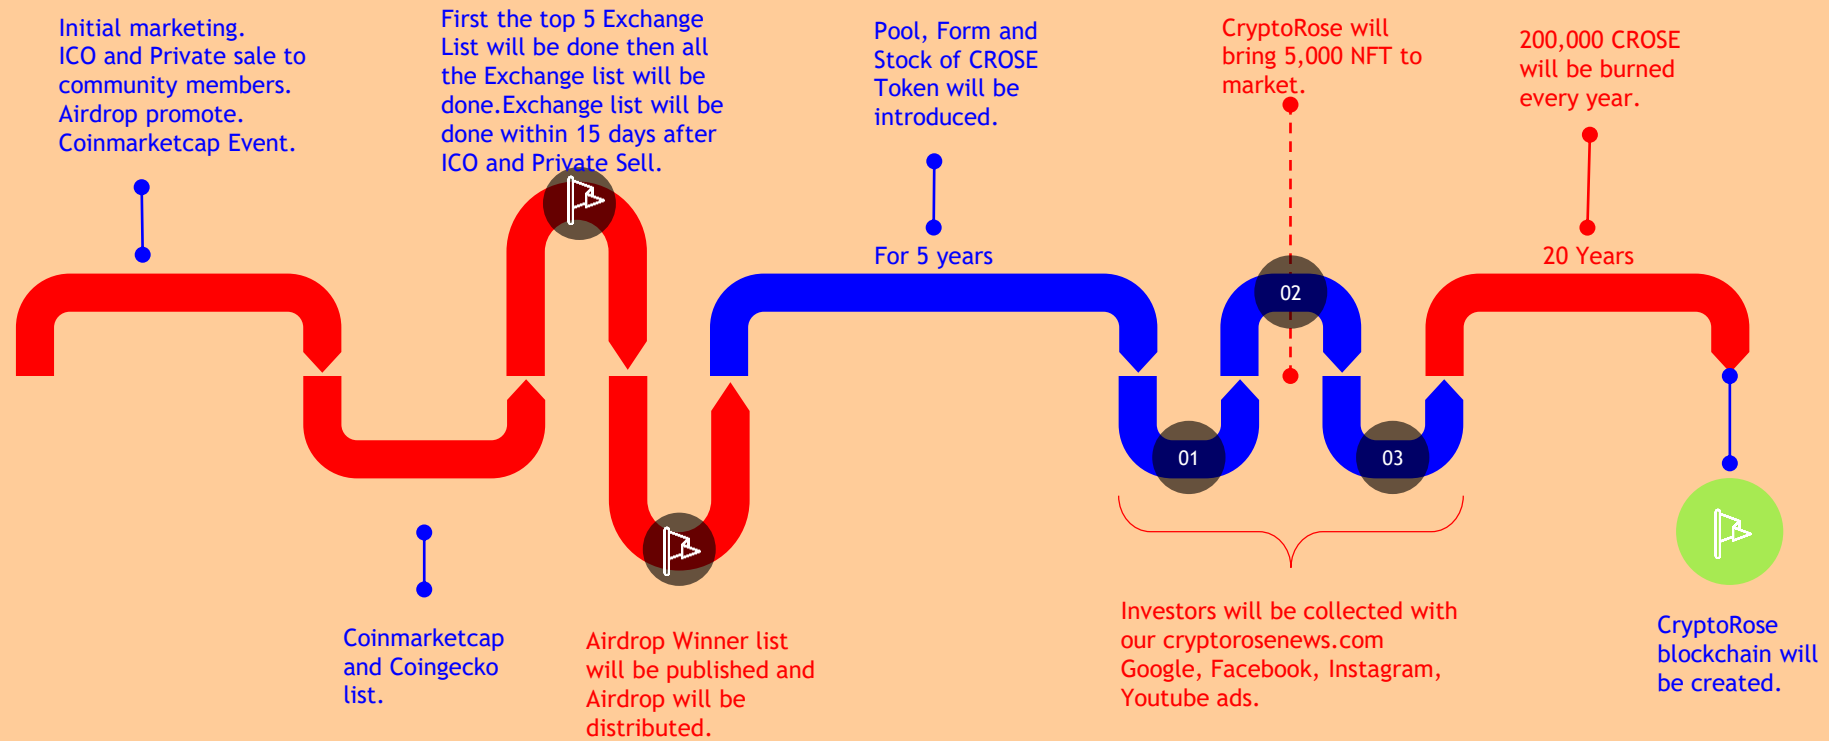 Initial marketing.
ICO and Private sale to
community members.
Airdrop promote.
Coinmarketcap Event.
First the top 5 Exchange
List will be done then all
the Exchange list will be
done.Exchange list will be
done within 15 days after
ICO and Private Sell.
Pool, Form and
Stock of CROSE
Token will be
introduced.
For 5 years
CryptoRose will
bring 5,000 NFT to
market.
200,000 CROSE
will be burned
every year.
20 Years
02
01
03
Coinmarketcap
and Coingecko
list.
Airdrop Winner list
will be published and
Airdrop will be
distributed.
Investors will be collected with
our cryptorosenews.com
Google, Facebook, Instagram,
Youtube ads.
CryptoRose
blockchain will
be created.